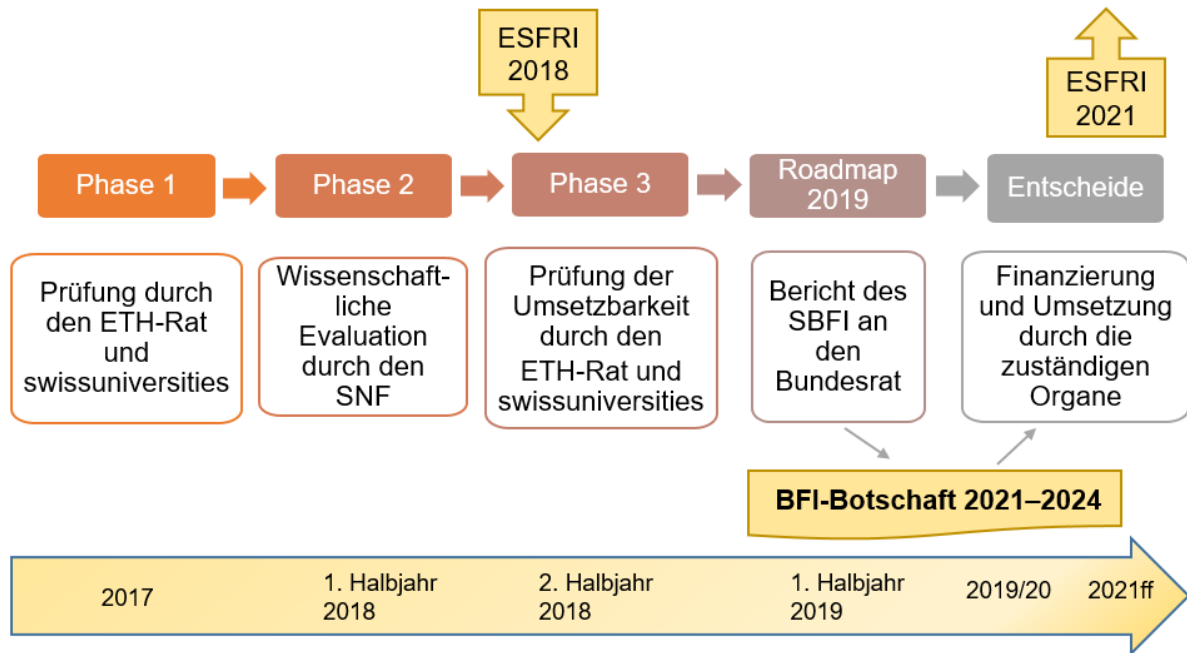 ESFRI
2018
ESFRI
2021
Phase 1
Phase 2
Phase 3
Roadmap
2019
Entscheide
Prüfung durch
den ETH-Rat
und
swissuniversities
Wissenschaft-
liche
Evaluation
durch den
SNF
Prüfung der
Umsetzbarkeit
durch den
ETH-Rat und
swissuniversities
Bericht des
SBFI an
den
Bundesrat
Finanzierung
und Umsetzung
durch die
zuständigen
Organe
BFI-Botschaft 2021–2024
2017
1. Halbjahr
2018
2. Halbjahr
2018
1. Halbjahr
2019
2019/20
2021ff